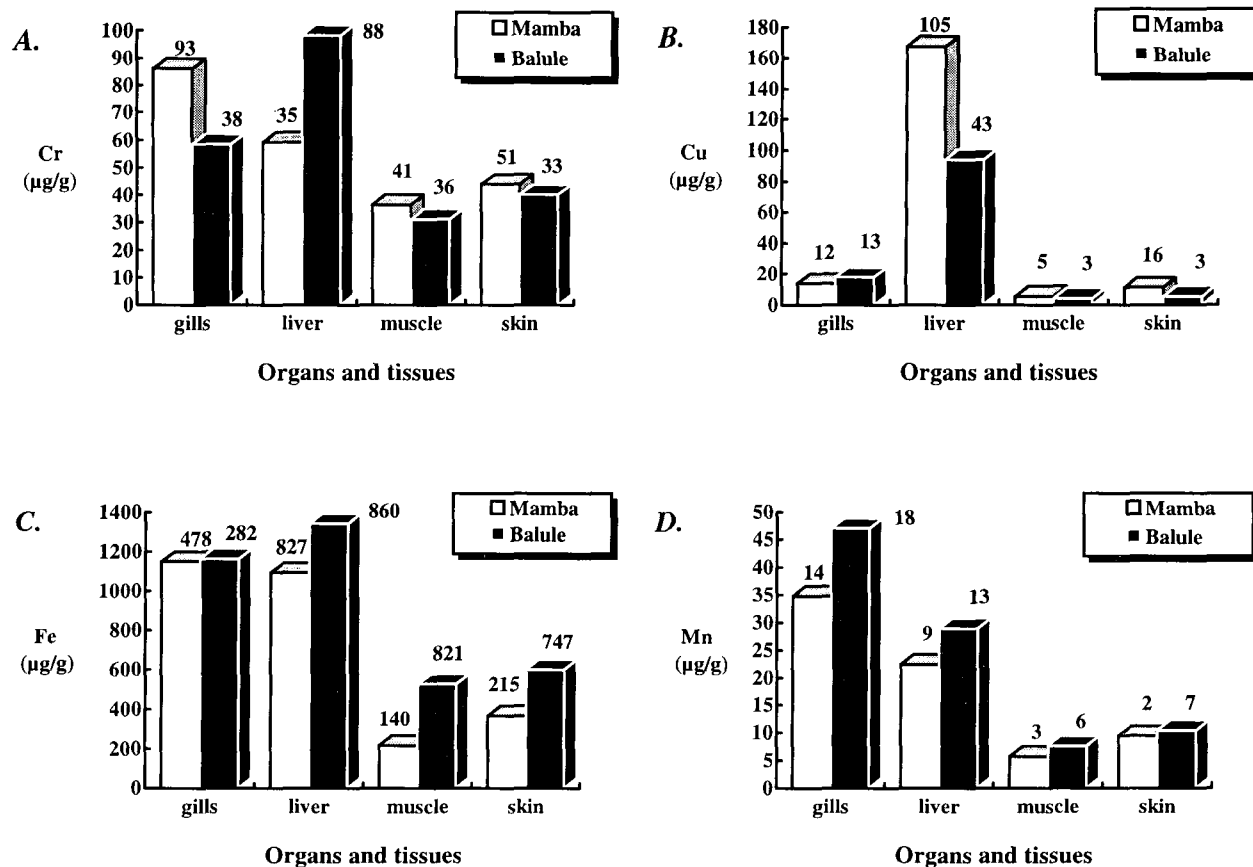 A.
Mamba
Balule
100
90
80
70
60
50
40
30
20
10
0
Cr
(µg/g)
93
38
35
88
41
36
51
33
gills liver muscle skin
Organs and tissues
B.
Mamba
Balule
180
160
140
120
100
80
60
40
20
0
Cu
(µg/g)
12
13
105
43
5
3
16
3
gills liver muscle skin
Organs and tissues
C.
Mamba
Balule
1400
1200
1000
800
600
400
200
0
Fe
(µg/g)
478
282
827
860
140
821
215
747
gills liver muscle skin
Organs and tissues
D.
Mamba
Balule
50
45
40
35
30
25
20
15
10
5
0
Mn
(µg/g)
14
18
9
13
3
6
2
7
gills liver muscle skin
Organs and tissues